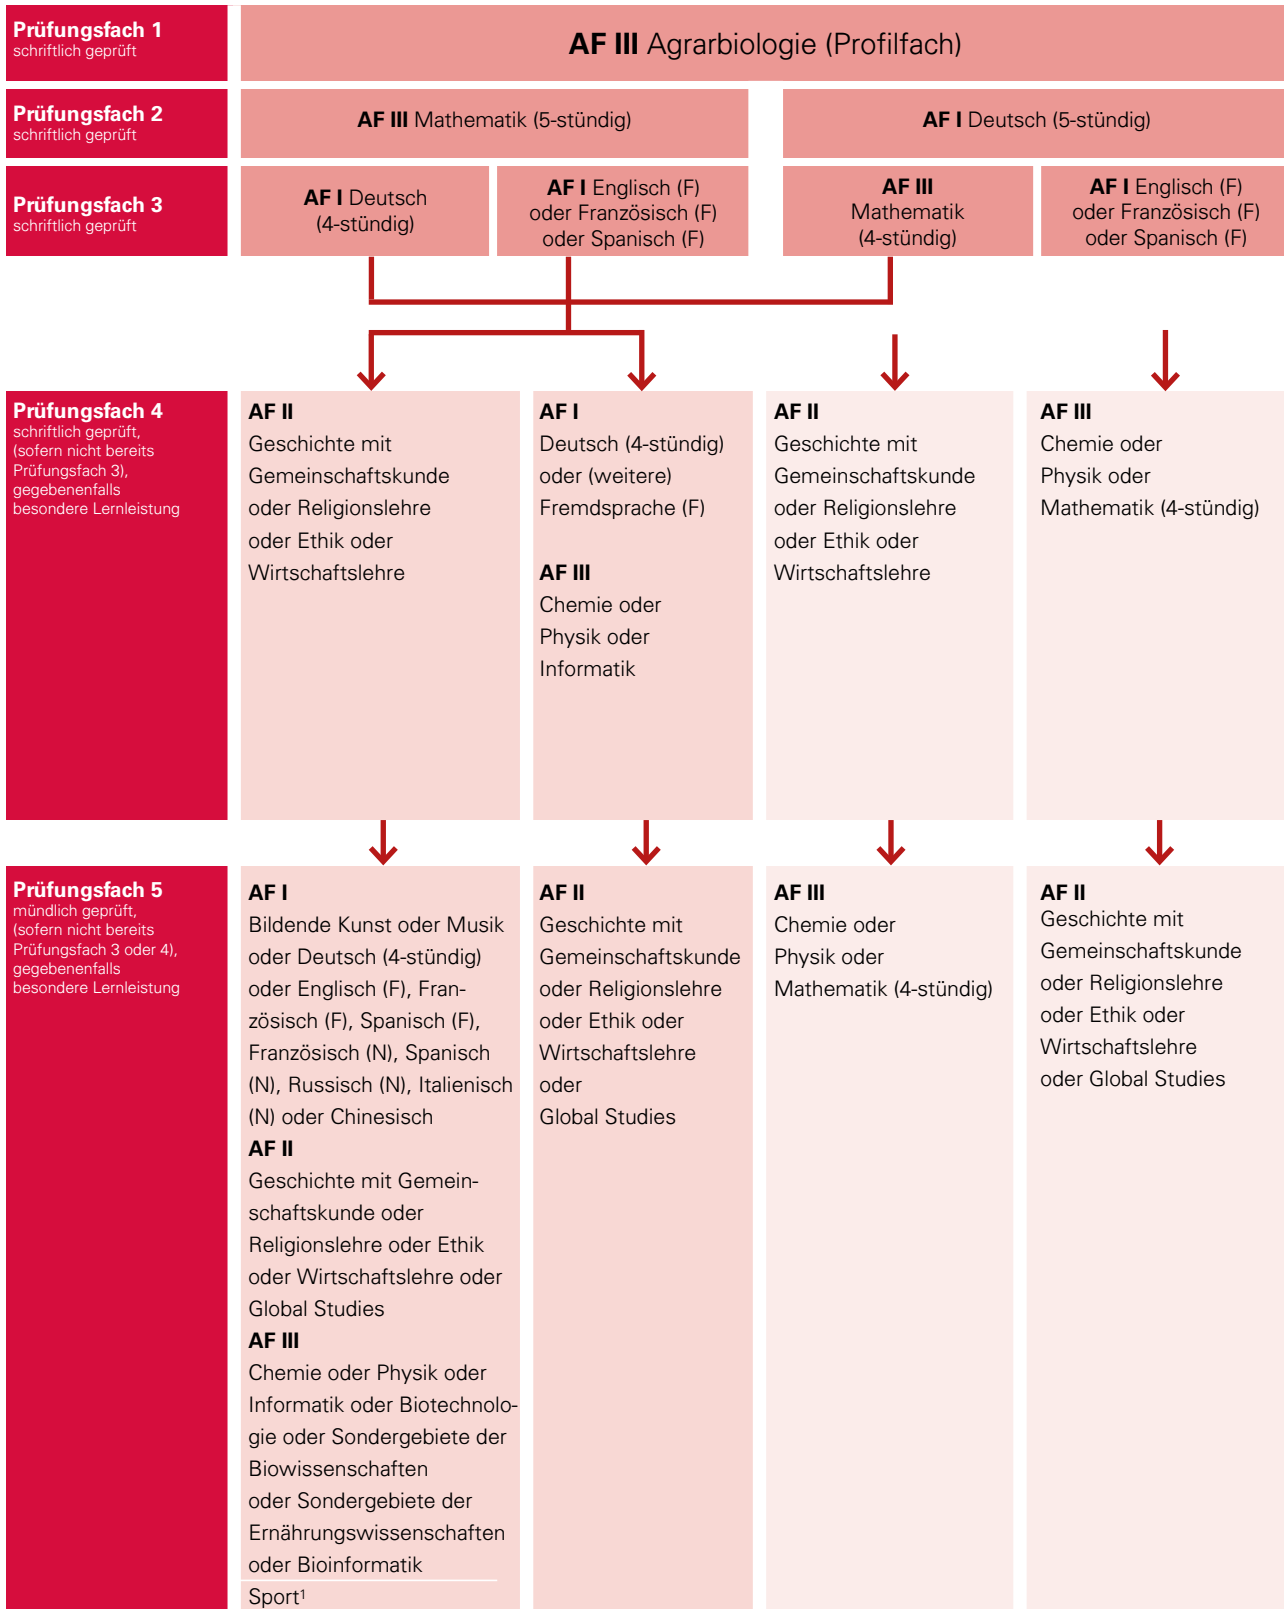 Prüfungsfach 1
schriftlich geprüft
AF III Agrarbiologie (Profilfach)
Prüfungsfach 2
schriftlich geprüft
AF III Mathematik (5-stündig)
AF I Deutsch (5-stündig)
Prüfungsfach 3
schriftlich geprüft
AF I Deutsch
(4-stündig)
AF I Englisch (F)
oder Französisch (F)
oder Spanisch (F)
AF III
Mathematik
(4-stündig)
AF I Englisch (F)
oder Französisch (F)
oder Spanisch (F)
Prüfungsfach 4
schriftlich geprüft,
(sofern nicht bereits
Prüfungsfach 3),
gegebenenfalls
besondere Lernleistung
AF II
Geschichte mit
Gemeinschaftskunde
oder Religionslehre
oder Ethik oder
Wirtschaftslehre
AF I
Deutsch (4-stündig)
oder (weitere)
Fremdsprache (F)
AF III
Chemie oder
Physik oder
Informatik
AF II
Geschichte mit
Gemeinschaftskunde
oder Religionslehre
oder Ethik oder
Wirtschaftslehre
AF III
Chemie oder
Physik oder
Mathematik (4-stündig)
Prüfungsfach 5
mündlich geprüft,
(sofern nicht bereits
Prüfungsfach 3 oder 4),
gegebenenfalls
besondere Lernleistung
AF I
Bildende Kunst oder Musik
oder Deutsch (4-stündig)
oder Englisch (F), Fran-
zösisch (F), Spanisch (F),
Französisch (N), Spanisch
(N), Russisch (N), Italienisch
(N) oder Chinesisch
AF II
Geschichte mit Gemein-
schaftskunde oder
Religionslehre oder Ethik
oder Wirtschaftslehre oder
Global Studies
AF III
Chemie oder Physik oder
Informatik oder Biotechnolo-
gie oder Sondergebiete der
Biowissenschaften
oder Sondergebiete der
Ernährungswissenschaften
oder Bioinformatik
Sport¹
AF II
Geschichte mit
Gemeinschaftskunde
oder Religionslehre
oder Ethik oder
Wirtschaftslehre
oder
Global Studies
AF III
Chemie oder
Physik oder
Mathematik (4-stündig)
AF II
Geschichte mit
Gemeinschaftskunde
oder Religionslehre
oder Ethik oder
Wirtschaftslehre
oder Global Studies